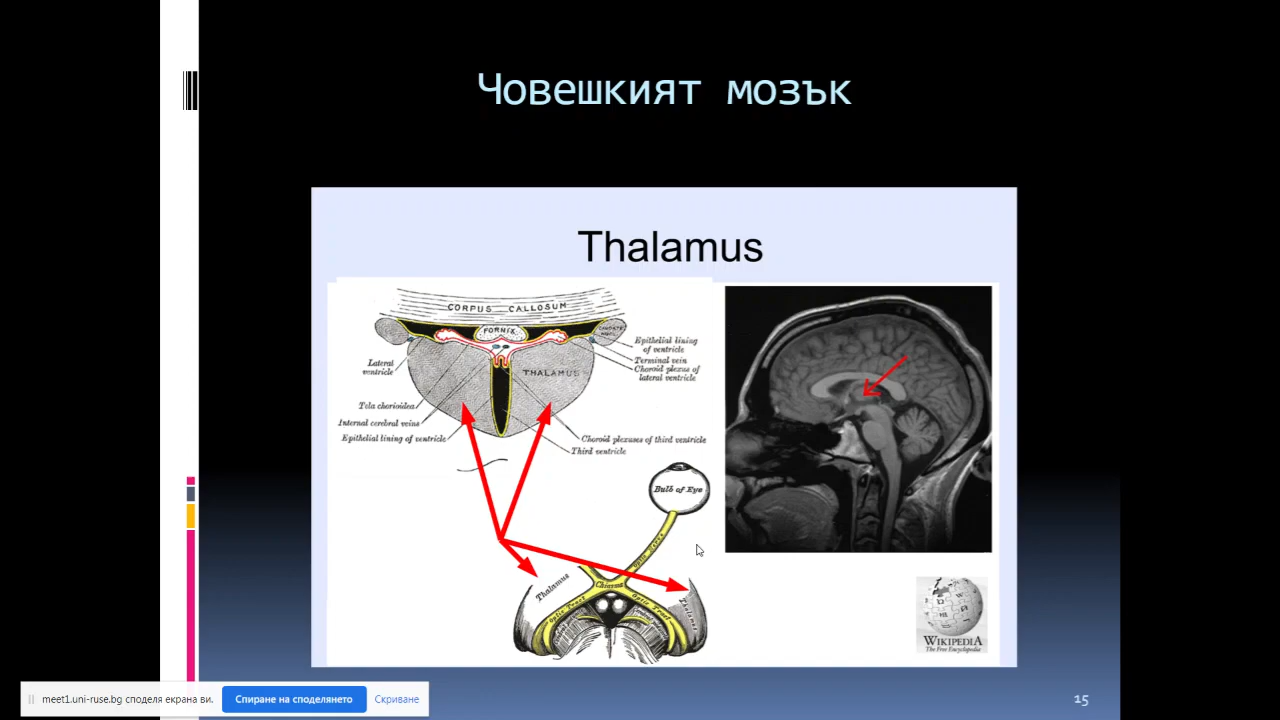 Човешкият мозък
Thalamus
CORPUS CALLOSUM
FORNIX
Epithelial lining
of ventricle
Terminal vein
Choroid plexus of
lateral ventricle
Lateral
ventricle
THALAMUS
Tela chorioidea
Internal cerebral veins
Epithelial lining of ventricle
Choroid plexuses of third ventricle
Third ventricle
Bulb of Eye
Thalamus
Chiasma
Optic Tract
Optic Tract
Thalamus
WIKIPEDIA
The Free Encyclopedia
meet1.uni-ruse.bg споделя екрана ви.
Спиране на споделянето
Скриване
15